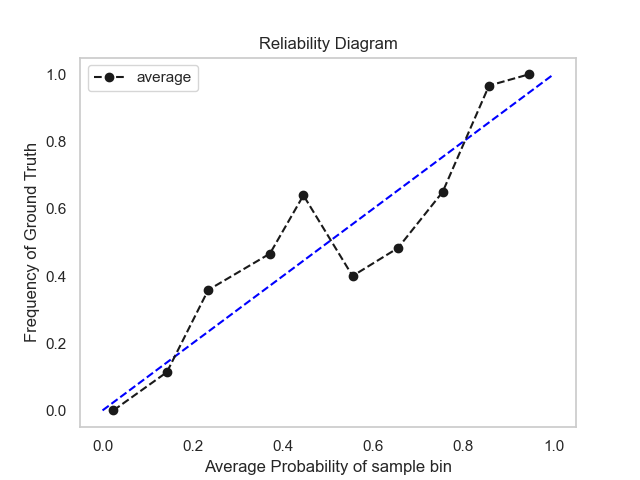 Reliability Diagram
average
Frequency of Ground Truth
1.0
0.8
0.6
0.4
0.2
0.0
0.0 0.2 0.4 0.6 0.8 1.0
Average Probability of sample bin